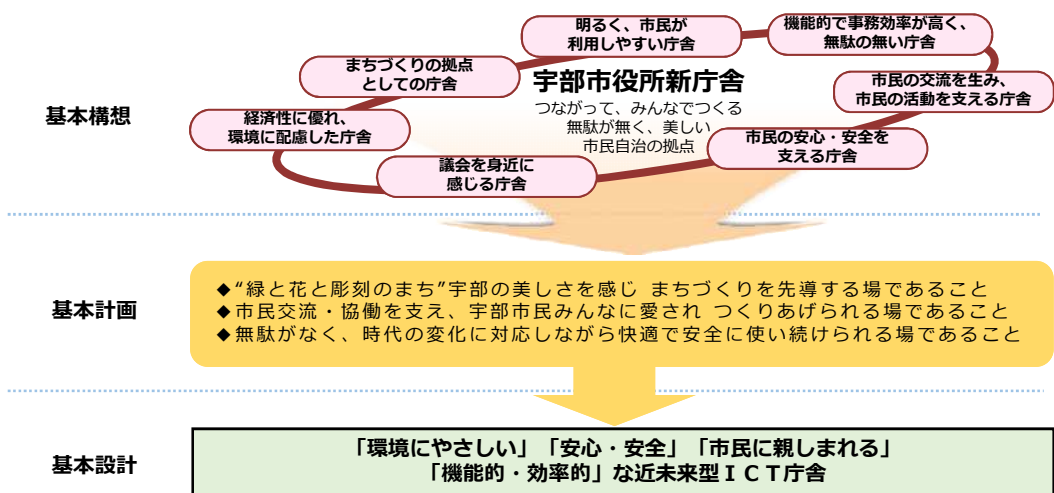 基本構想
明るく、市民が
利用しやすい庁舎
機能的で事務効率が高く、
無駄の無い庁舎
まちづくりの拠点
としての庁舎
宇部市役所新庁舎
つながって、みんなでつくる
無駄が無く、美しい
市民自治の拠点
市民の交流を生み、
市民の活動を支える庁舎
経済性に優れ、
環境に配慮した庁舎
市民の安心・安全を
支える庁舎
議会を身近に
感じる庁舎
基本計画
◆“緑と花と彫刻のまち”宇部の美しさを感じ まちづくりを先導する場であること
◆市民交流・協働を支え、宇部市民みんなに愛され つくりあげられる場であること
◆無駄がなく、時代の変化に対応しながら快適で安全に使い続けられる場であること
基本設計
「環境にやさしい」「安心・安全」「市民に親しまれる」
「機能的・効率的」な近未来型ＩＣＴ庁舎